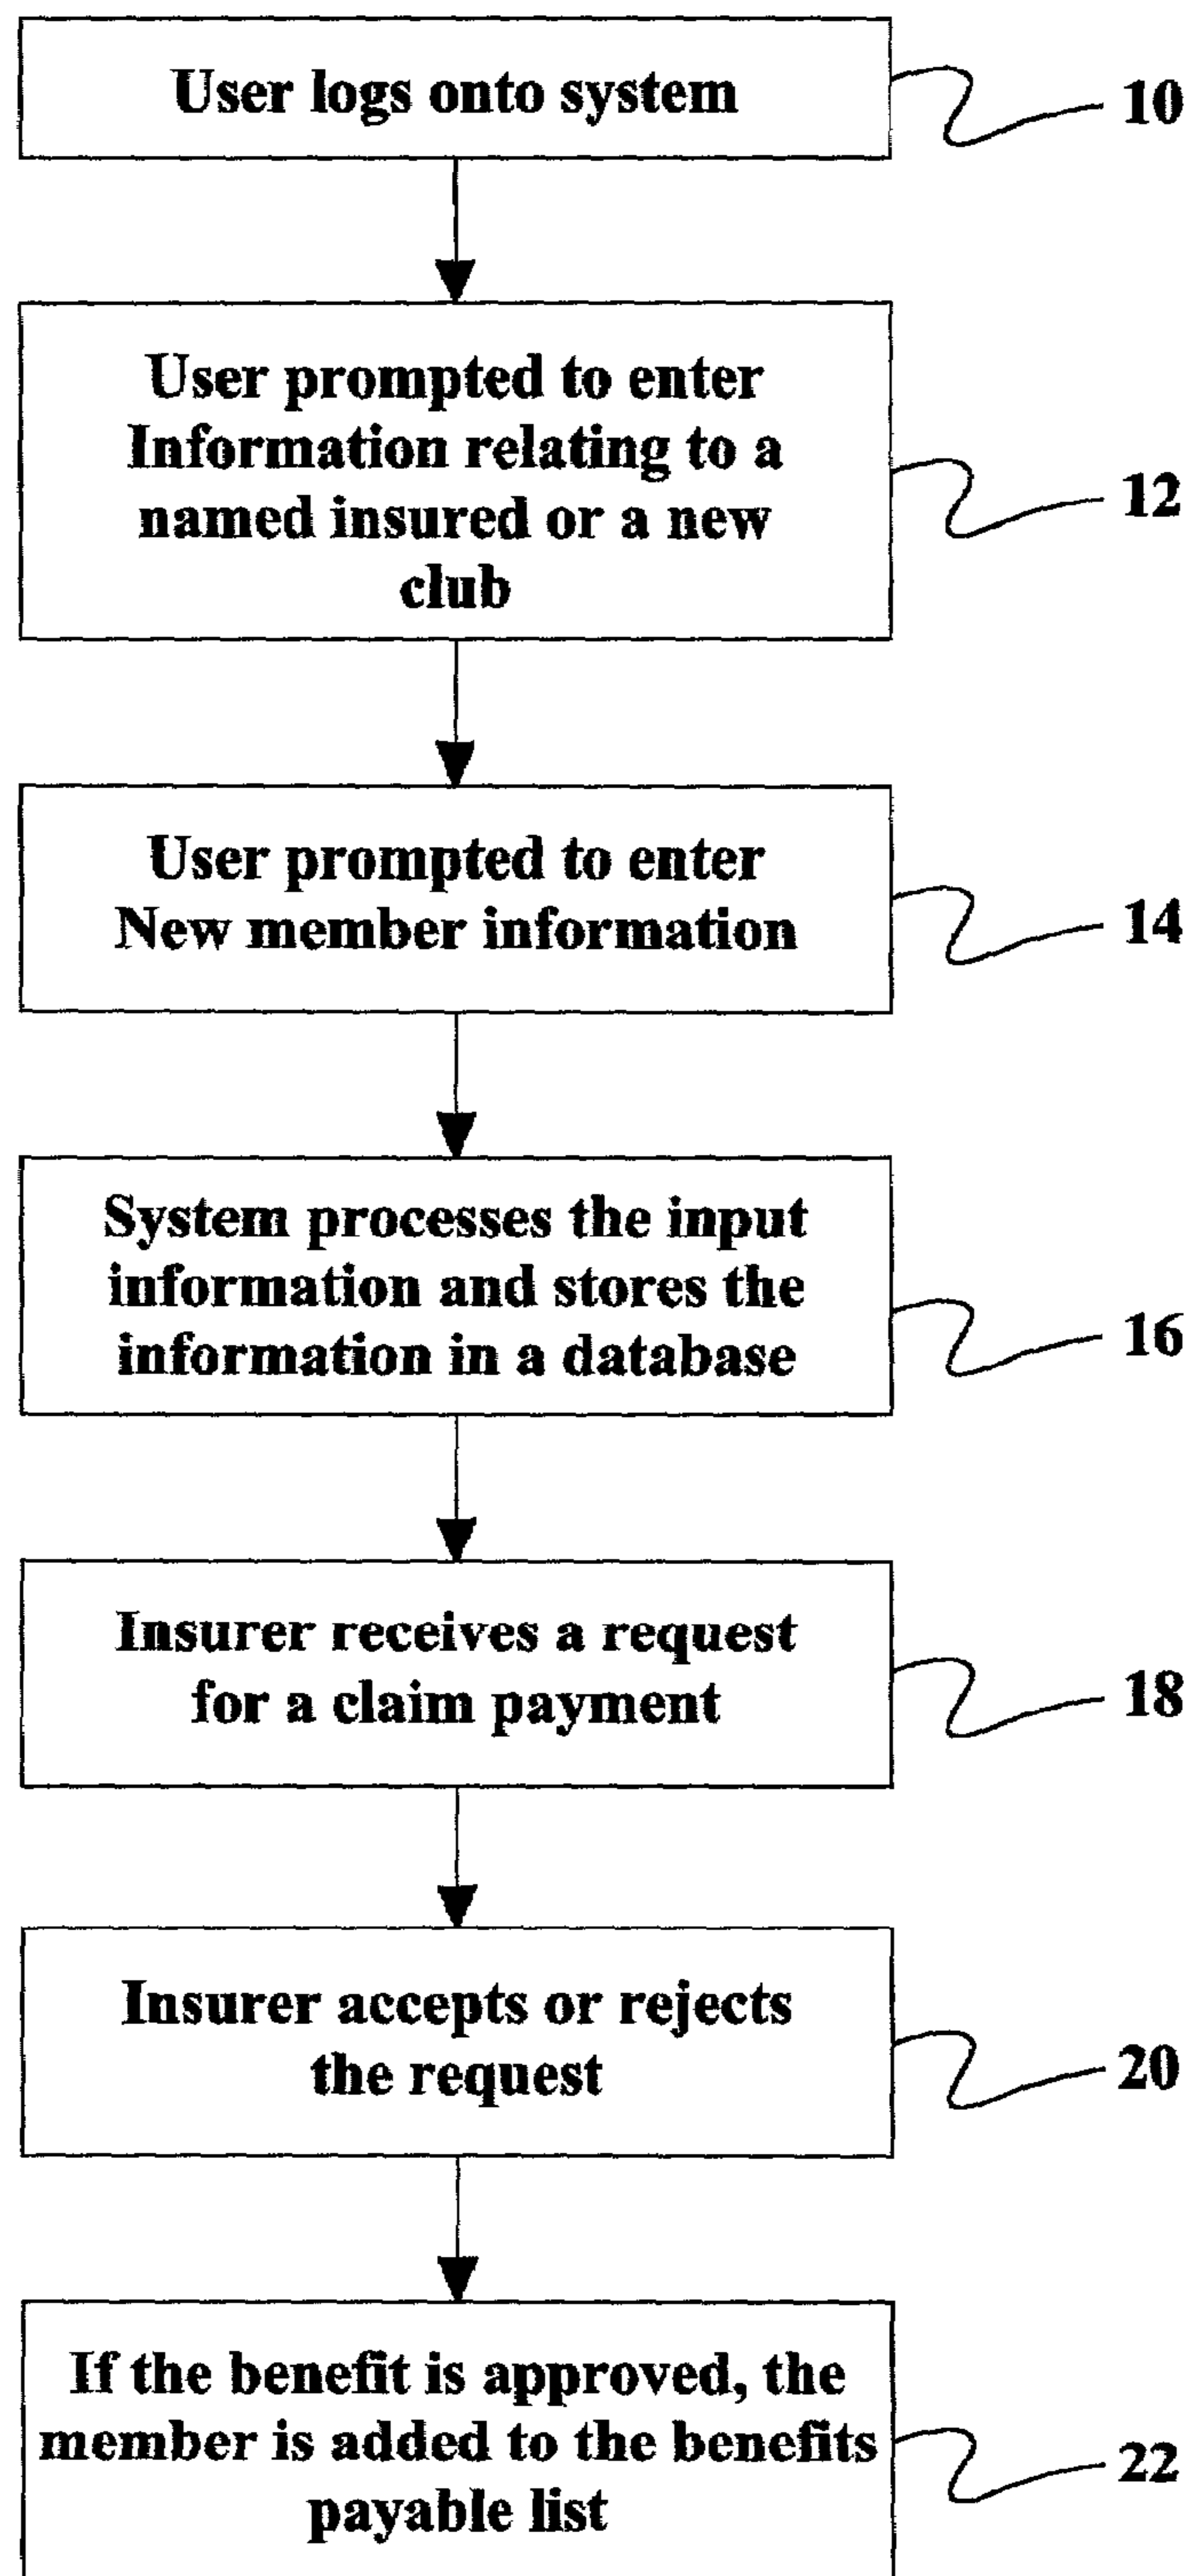 User logs onto system
10
User prompted to enter
Information relating to a
named insured or a new
club
12
User prompted to enter
New member information
14
System processes the input
information and stores the
information in a database
16
Insurer receives a request
for a claim payment
18
Insurer accepts or rejects
the request
20
If the benefit is approved, the
member is added to the benefits
payable list
22